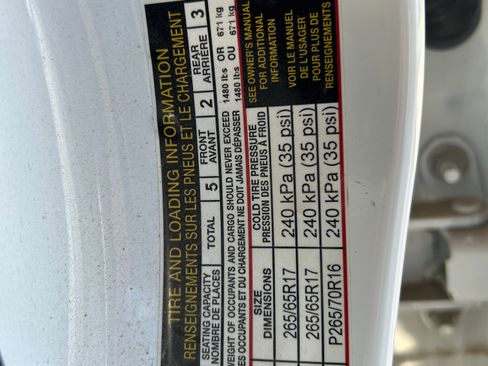 TIRE AND LOADING INFORMATION
RENSEIGNEMENTS SUR LES PNEUS ET LE CHARGEMENT
SEATING CAPACITY TOTAL 5 FRONT 2 REAR 3
NOMBRE DE PLACES AVANT ARRIÈRE
WEIGHT OF OCCUPANTS AND CARGO SHOULD NEVER EXCEED 1480 lbs OR 671 kg
ES OCCUPANTS ET DU CHARGEMENT NE DOIT JAMAIS DÉPASSER 1480 lbs OU 671 kg
SIZE COLD TIRE PRESSURE
DIMENSIONS PRESSION DES PNEUS À FROID
265/65R17 240 kPa (35 psi)
265/65R17 240 kPa (35 psi)
P265/70R16 240 kPa (35 psi)
SEE OWNER'S MANUAL
FOR ADDITIONAL
INFORMATION
VOIR LE MANUEL
DE L'USAGER
POUR PLUS DE
RENSEIGNEMENTS